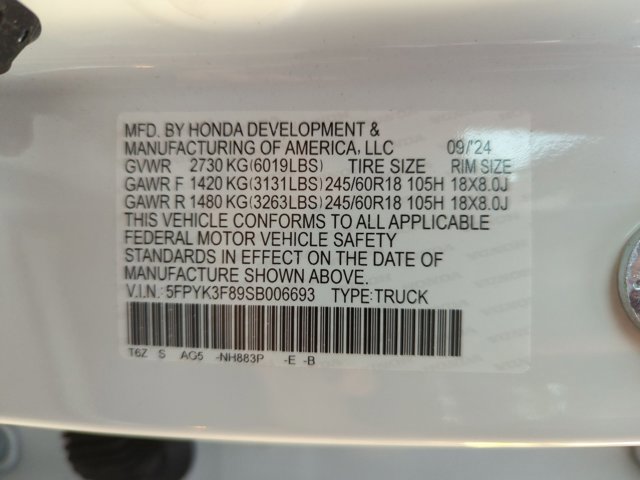 MFD. BY HONDA DEVELOPMENT &
MANUFACTURING OF AMERICA, LLC 09/'24
GVWR 2730 KG(6019LBS) TIRE SIZE RIM SIZE
GAWR F 1420 KG(3131LBS) 245/60R18 105H 18X8.0J
GAWR R 1480 KG(3263LBS) 245/60R18 105H 18X8.0J
THIS VEHICLE CONFORMS TO ALL APPLICABLE
FEDERAL MOTOR VEHICLE SAFETY
STANDARDS IN EFFECT ON THE DATE OF
MANUFACTURE SHOWN ABOVE.
V.I.N.: 5FPYK3F89SB006693 TYPE:TRUCK
T6Z S AG5 -NH883P -E -B